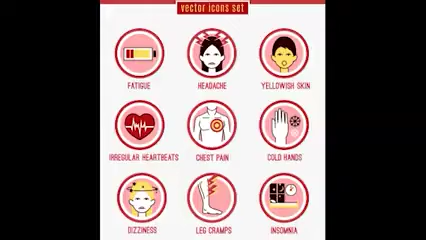 vector icons set
FATIGUE
HEADACHE
YELLOWISH SKIN
IRREGULAR HEARTBEATS
CHEST PAIN
COLD HANDS
DIZZINESS
LEG CRAMPS
INSOMNIA